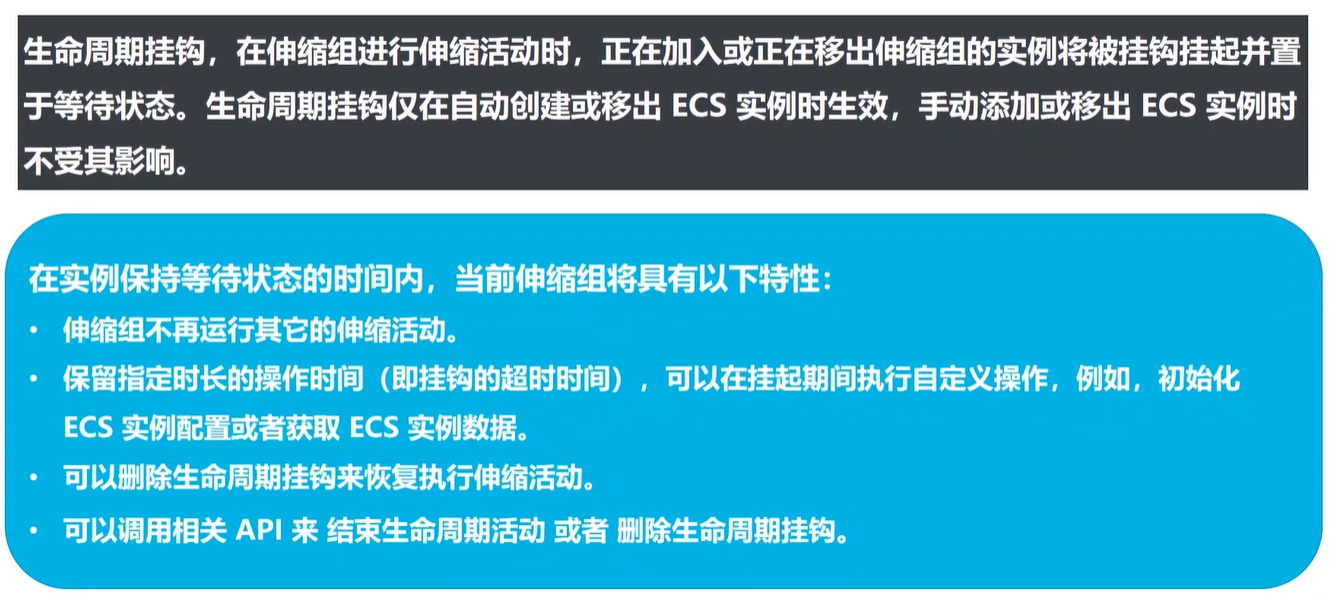 生命周期挂钩，在伸缩组进行伸缩活动时，正在加入或正在移出伸缩组的实例将被挂钩挂起并置
于等待状态。生命周期挂钩仅在自动创建或移出 ECS 实例时生效，手动添加或移出 ECS 实例时
不受其影响。
在实例保持等待状态的时间内，当前伸缩组将具有以下特性：
• 伸缩组不再运行其它的伸缩活动。
• 保留指定时长的操作时间（即挂钩的超时时间），可以在挂起期间执行自定义操作，例如，初始化
ECS 实例配置或者获取 ECS 实例数据。
• 可以删除生命周期挂钩来恢复执行伸缩活动。
• 可以调用相关 API 来 结束生命周期活动 或者 删除生命周期挂钩。